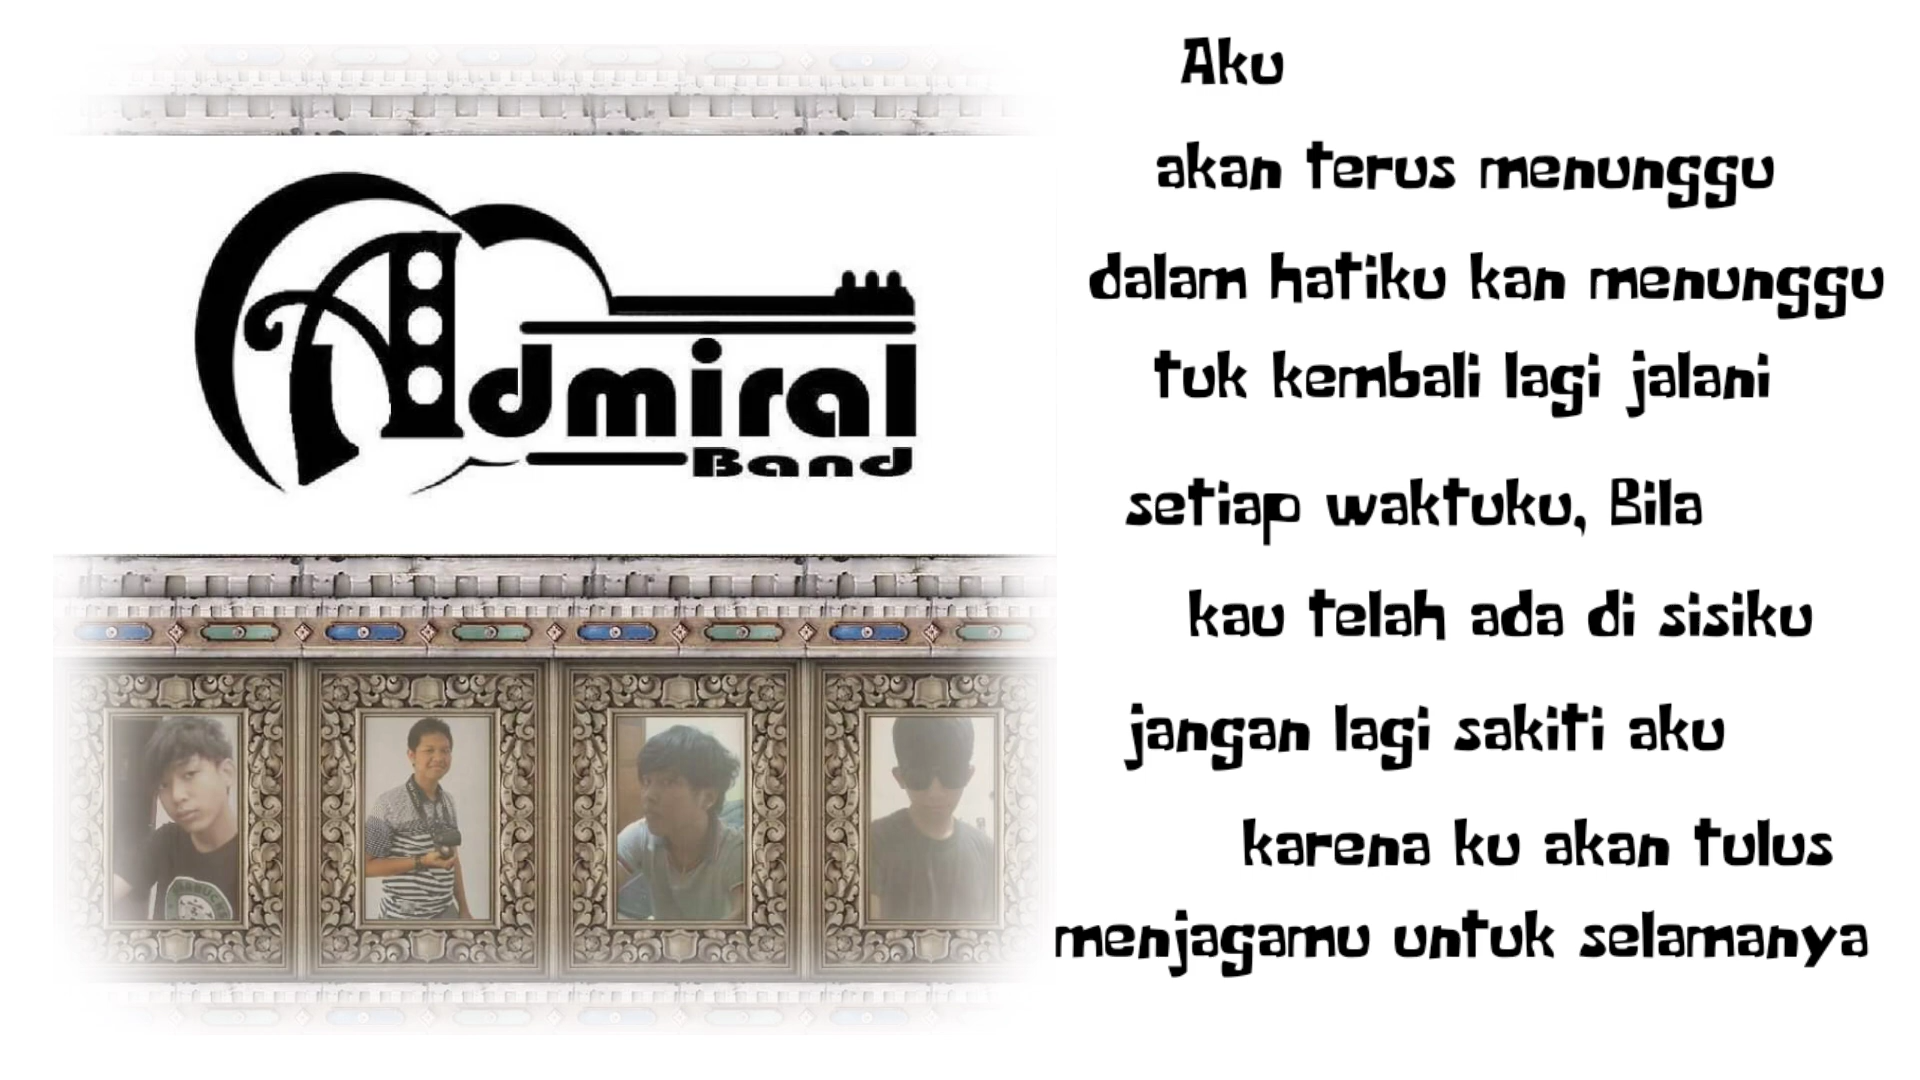 Admiral
Band
Aku
akan terus menunggu
dalam hatiku kan menunggu
tuk kembali lagi jalani
setiap waktuku, Bila
kau telah ada di sisiku
jangan lagi sakiti aku
karena ku akan tulus
menjagamu untuk selamanya